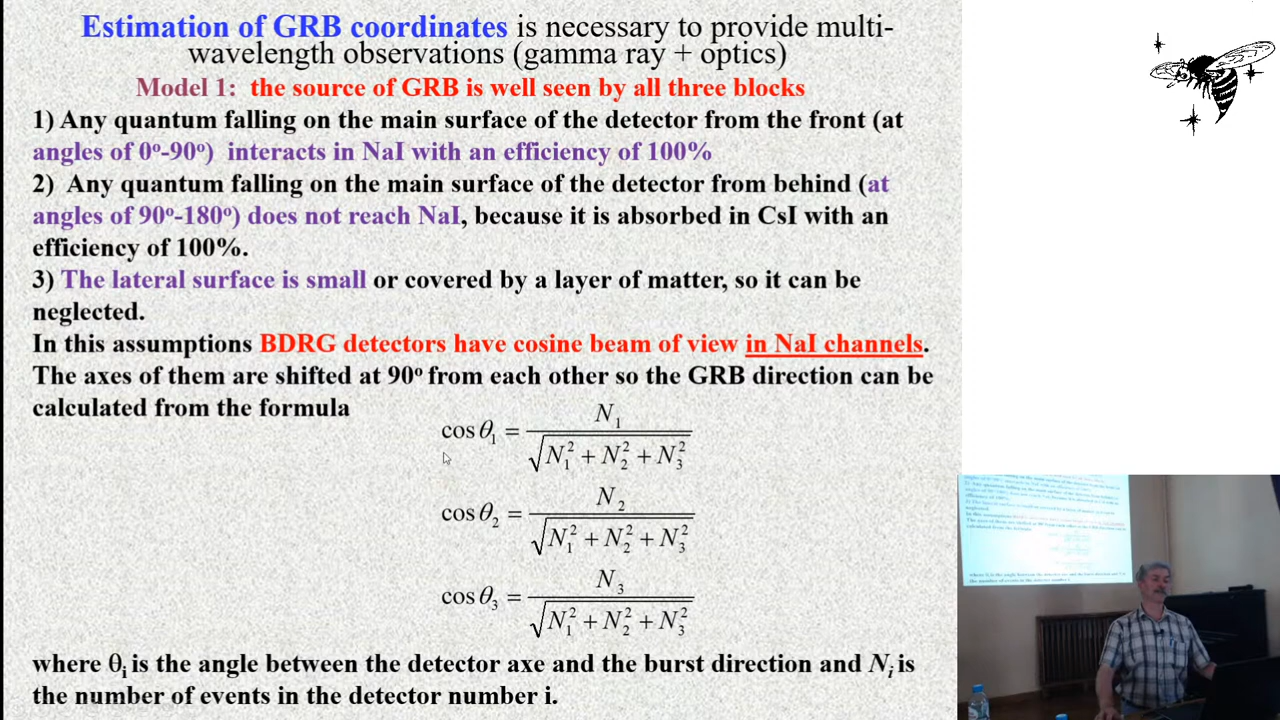 Estimation of GRB coordinates is necessary to provide multi-
wavelength observations (gamma ray + optics)
Model 1: the source of GRB is well seen by all three blocks
1) Any quantum falling on the main surface of the detector from the front (at
angles of 0º-90º) interacts in NaI with an efficiency of 100%
2) Any quantum falling on the main surface of the detector from behind (at
angles of 90º-180º) does not reach NaI, because it is absorbed in CsI with an
efficiency of 100%.
3) The lateral surface is small or covered by a layer of matter, so it can be
neglected.
In this assumptions BDRG detectors have cosine beam of view in NaI channels.
The axes of them are shifted at 90º from each other so the GRB direction can be
calculated from the formula
cos θ₁ = N₁ / √(N₁² + N₂² + N₃²)
cos θ₂ = N₂ / √(N₁² + N₂² + N₃²)
cos θ₃ = N₃ / √(N₁² + N₂² + N₃²)
where θᵢ is the angle between the detector axe and the burst direction and Nᵢ is
the number of events in the detector number i.